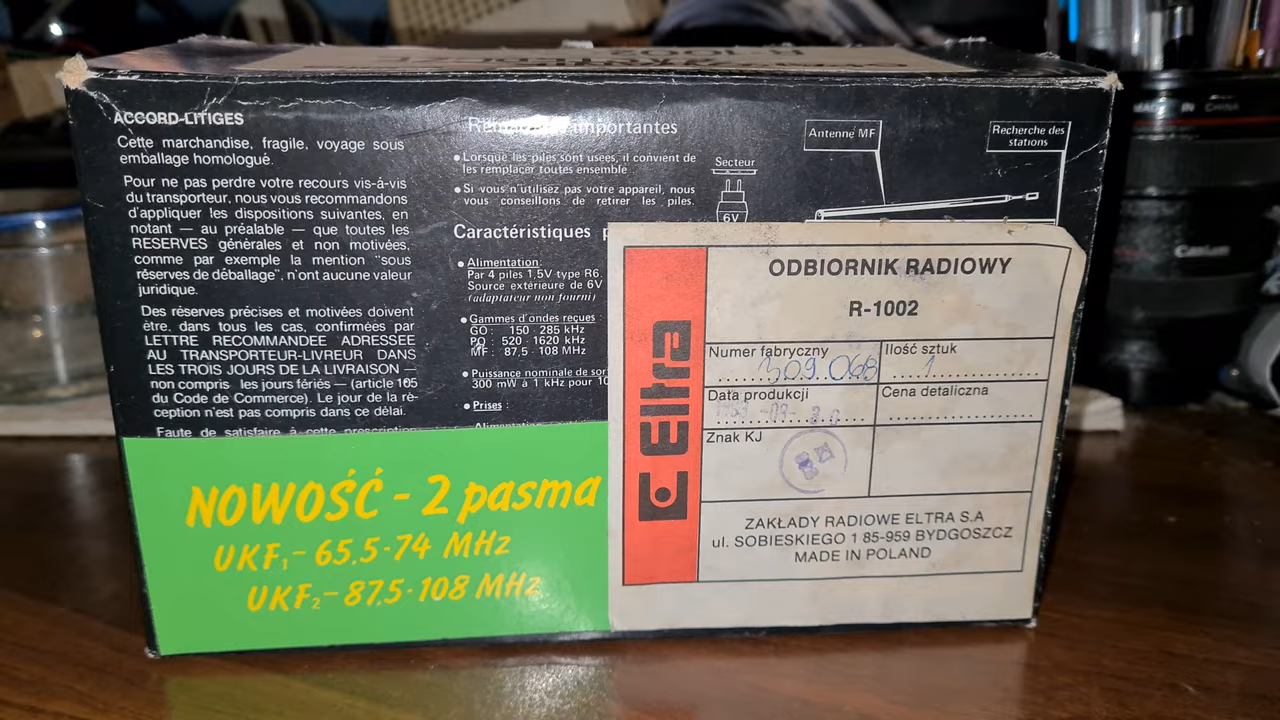 ACCORD-LITIGES
Cette marchandise, fragile, voyage sous
emballage homologué.
Pour ne pas perdre votre recours vis-à-vis
du transporteur, nous vous recommandons
d'appliquer les dispositions suivantes, en
notant — au préalable — que toutes les
RESERVES générales et non motivées,
comme par exemple la mention "sous
réserves de déballage", n'ont aucune valeur
juridique.
Des réserves précises et motivées doivent
être, dans tous les cas, confirmées par
LETTRE RECOMMANDEE ADRESSEE
AU TRANSPORTEUR-LIVREUR DANS
LES TROIS JOURS DE LA LIVRAISON —
non compris les jours fériés — (article 105
du Code de Commerce). Le jour de la ré-
ception n'est pas compris dans ce délai.
Faute de satisfaire à cette prescription
importantes
• Lorsque les piles sont usées, il convient de
les remplacer toutes ensemble
• Si vous n'utilisez pas votre appareil, nous
vous conseillons de retirer les piles.
Caractéristiques
• Alimentation:
Par 4 piles 1,5V type R6.
Source extérieure de 6V
(adaptateur non fourni)
• Gammes d'ondes reçues :
GO : 150 - 285 kHz
PO : 520 - 1620 kHz
MF : 87,5 - 108 MHz
• Puissance nominale de
300 mW à 1 kHz pour
• Prises :
Alimentation
Secteur
6V
Antenne MF
Recherche des
stations
NOWOŚĆ - 2 pasma
UKF₁ - 65,5-74 MHz
UKF₂ - 87,5-108 MHz
Eltra
ODBIORNIK RADIOWY
R-1002
Numer fabryczny 309.068
Ilość sztuk 1
Data produkcji
Cena detaliczna
Znak KJ
ZAKŁADY RADIOWE ELTRA S.A
ul. SOBIESKIEGO 1 85-959 BYDGOSZCZ
MADE IN POLAND
MADE IN CHINA